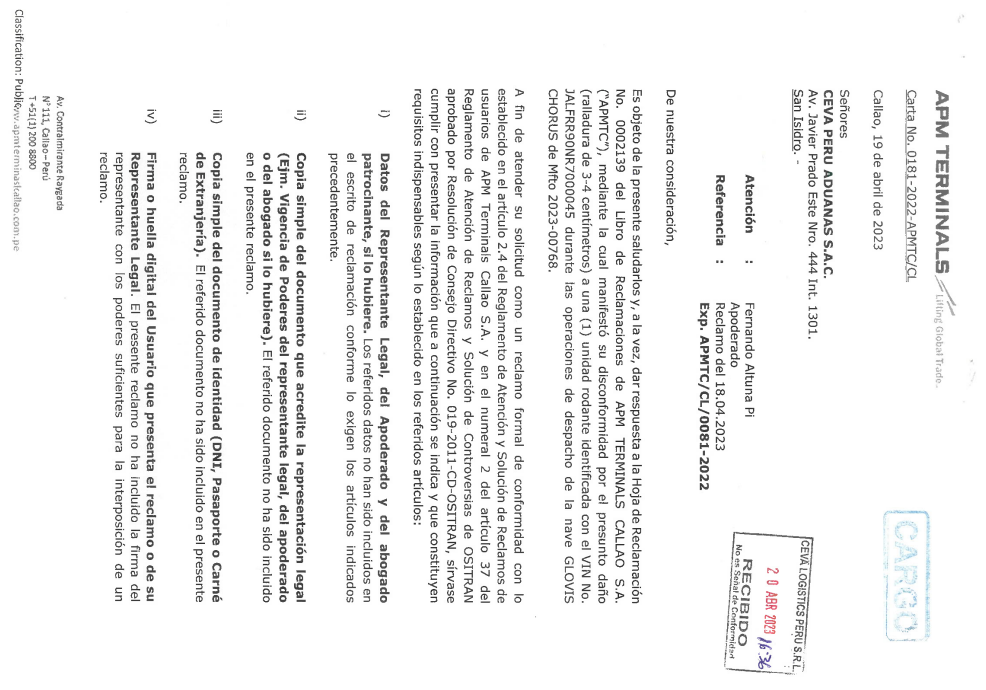 APM TERMINALS
Lifting Global Trade.
CARGO
Carta No. 0181-2022-APMTC/CL
Callao, 19 de abril de 2023
Señores
CEVA PERU ADUANAS S.A.C.
Av. Javier Prado Este Nro. 444 Int. 1301.
San Isidro.-
CEVA LOGISTICS PERU S.R.L.
20 ABR 2023 16:36
RECIBIDO
No es Señal de Conformidad
Atención : Fernando Altuna Pi
Apoderado
Referencia : Reclamo del 18.04.2023
Exp. APMTC/CL/0081-2022
De nuestra consideración,
Es objeto de la presente saludarlos y, a la vez, dar respuesta a la Hoja de Reclamación
No. 0002139 del Libro de Reclamaciones de APM TERMINALS CALLAO S.A.
("APMTC"), mediante la cual manifestó su disconformidad por el presunto daño
(ralladura de 3-4 centímetros) a una (1) unidad rodante identificada con el VIN No.
JALFRR90NR7000045 durante las operaciones de despacho de la nave GLOVIS
CHORUS de Mfto 2023-00768.
A fin de atender su solicitud como un reclamo formal de conformidad con lo
establecido en el artículo 2.4 del Reglamento de Atención y Solución de Reclamos de
usuarios de APM Terminals Callao S.A. y en el numeral 2 del artículo 37 del
Reglamento de Atención de Reclamos y Solución de Controversias de OSITRAN
aprobado por Resolución de Consejo Directivo No. 019-2011-CD-OSITRAN, sírvase
cumplir con presentar la información que a continuación se indica y que constituyen
requisitos indispensables según lo establecido en los referidos artículos:
i) Datos del Representante Legal, del Apoderado y del abogado
patrocinante, si lo hubiere. Los referidos datos no han sido incluidos en
el escrito de reclamación conforme lo exigen los artículos indicados
precedentemente.
ii) Copia simple del documento que acredite la representación legal
(Ejm. Vigencia de Poderes del representante legal, del apoderado
o del abogado si lo hubiere). El referido documento no ha sido incluido
en el presente reclamo.
iii) Copia simple del documento de identidad (DNI, Pasaporte o Carné
de Extranjería). El referido documento no ha sido incluido en el presente
reclamo.
iv) Firma o huella digital del Usuario que presenta el reclamo o de su
Representante Legal. El presente reclamo no ha incluido la firma del
representante con los poderes suficientes para la interposición de un
reclamo.
Av. Contralmirante Raygada
N° 111, Callao – Perú
T +51(1) 200 8800
Classification: Public
www.apmterminalscallao.com.pe